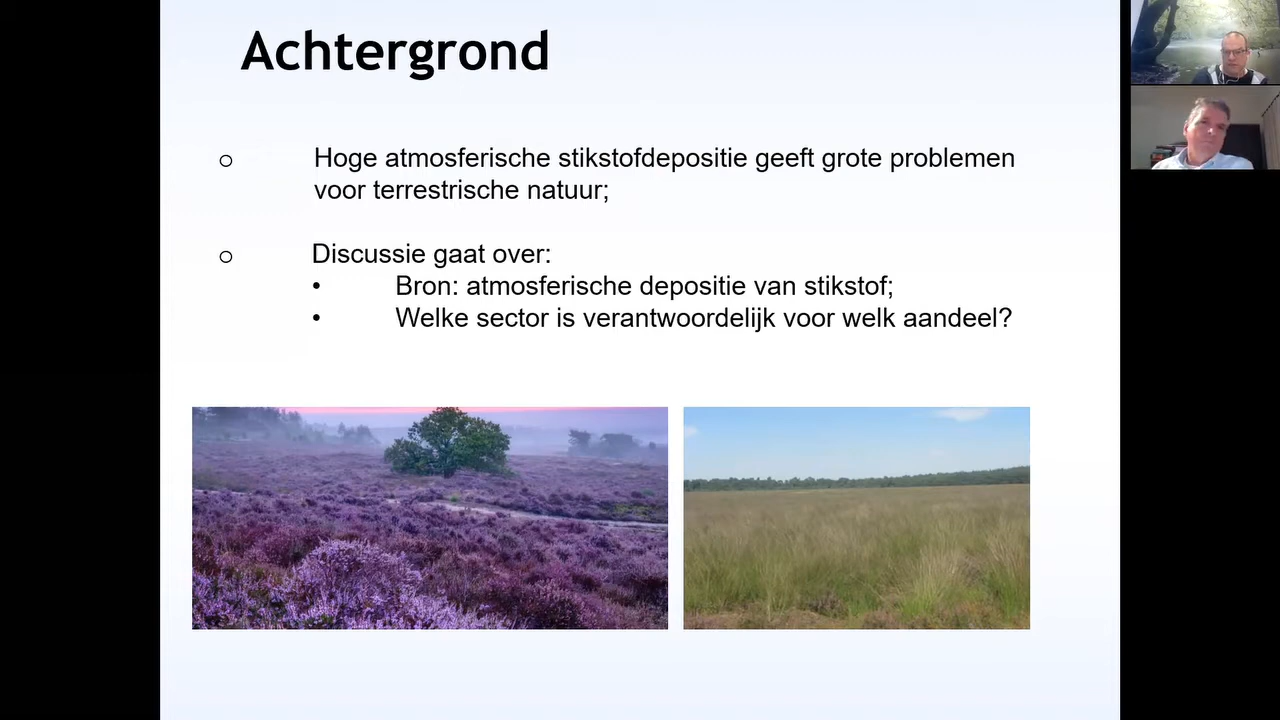 Achtergrond
o Hoge atmosferische stikstofdepositie geeft grote problemen
voor terrestrische natuur;
o Discussie gaat over:
• Bron: atmosferische depositie van stikstof;
• Welke sector is verantwoordelijk voor welk aandeel?